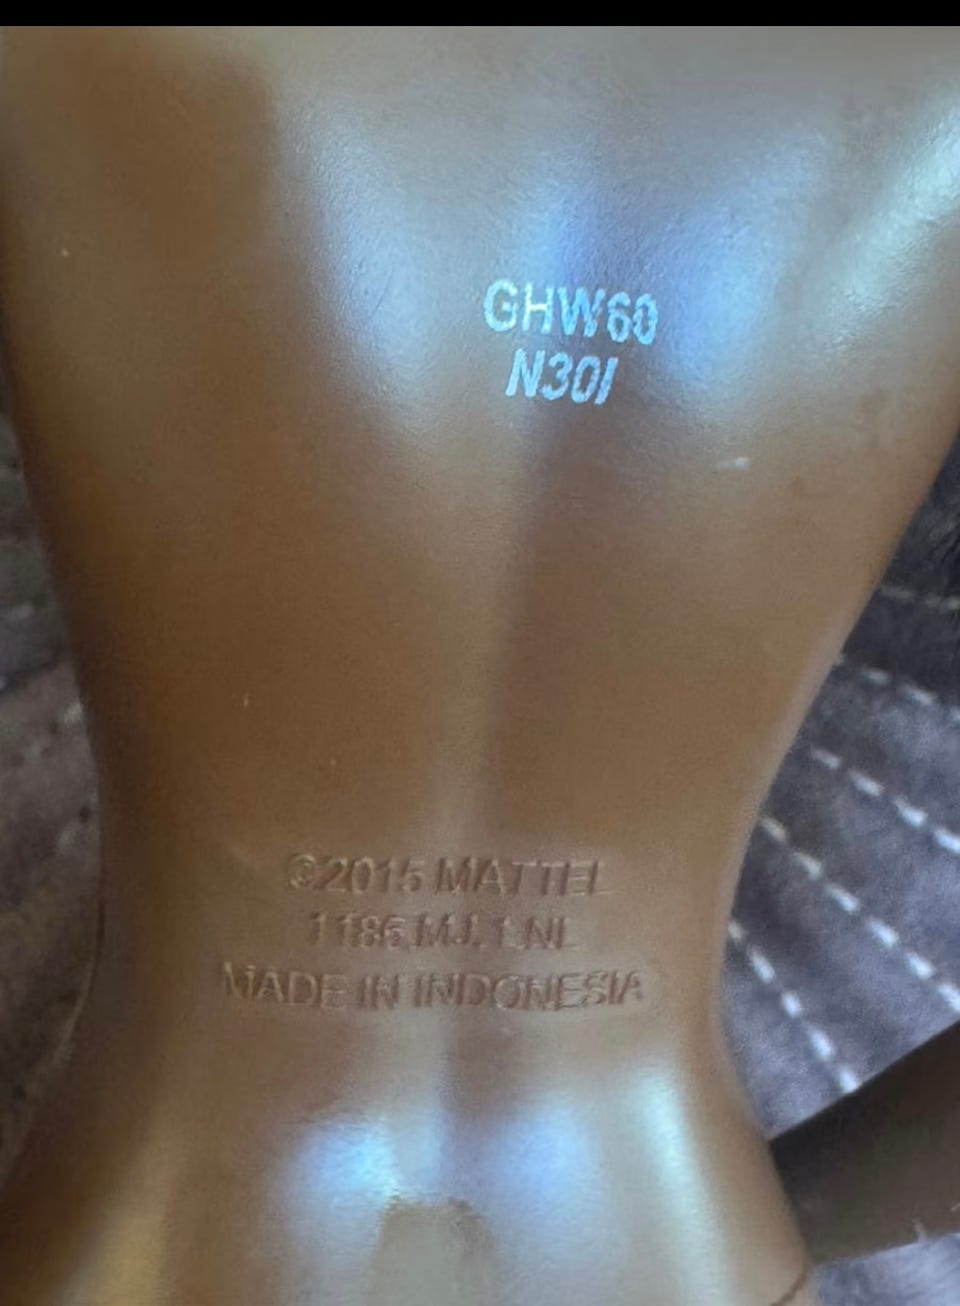 GHW60
N30I
©2015 MATTEL
1186 MJ. 1.NL
MADE IN INDONESIA